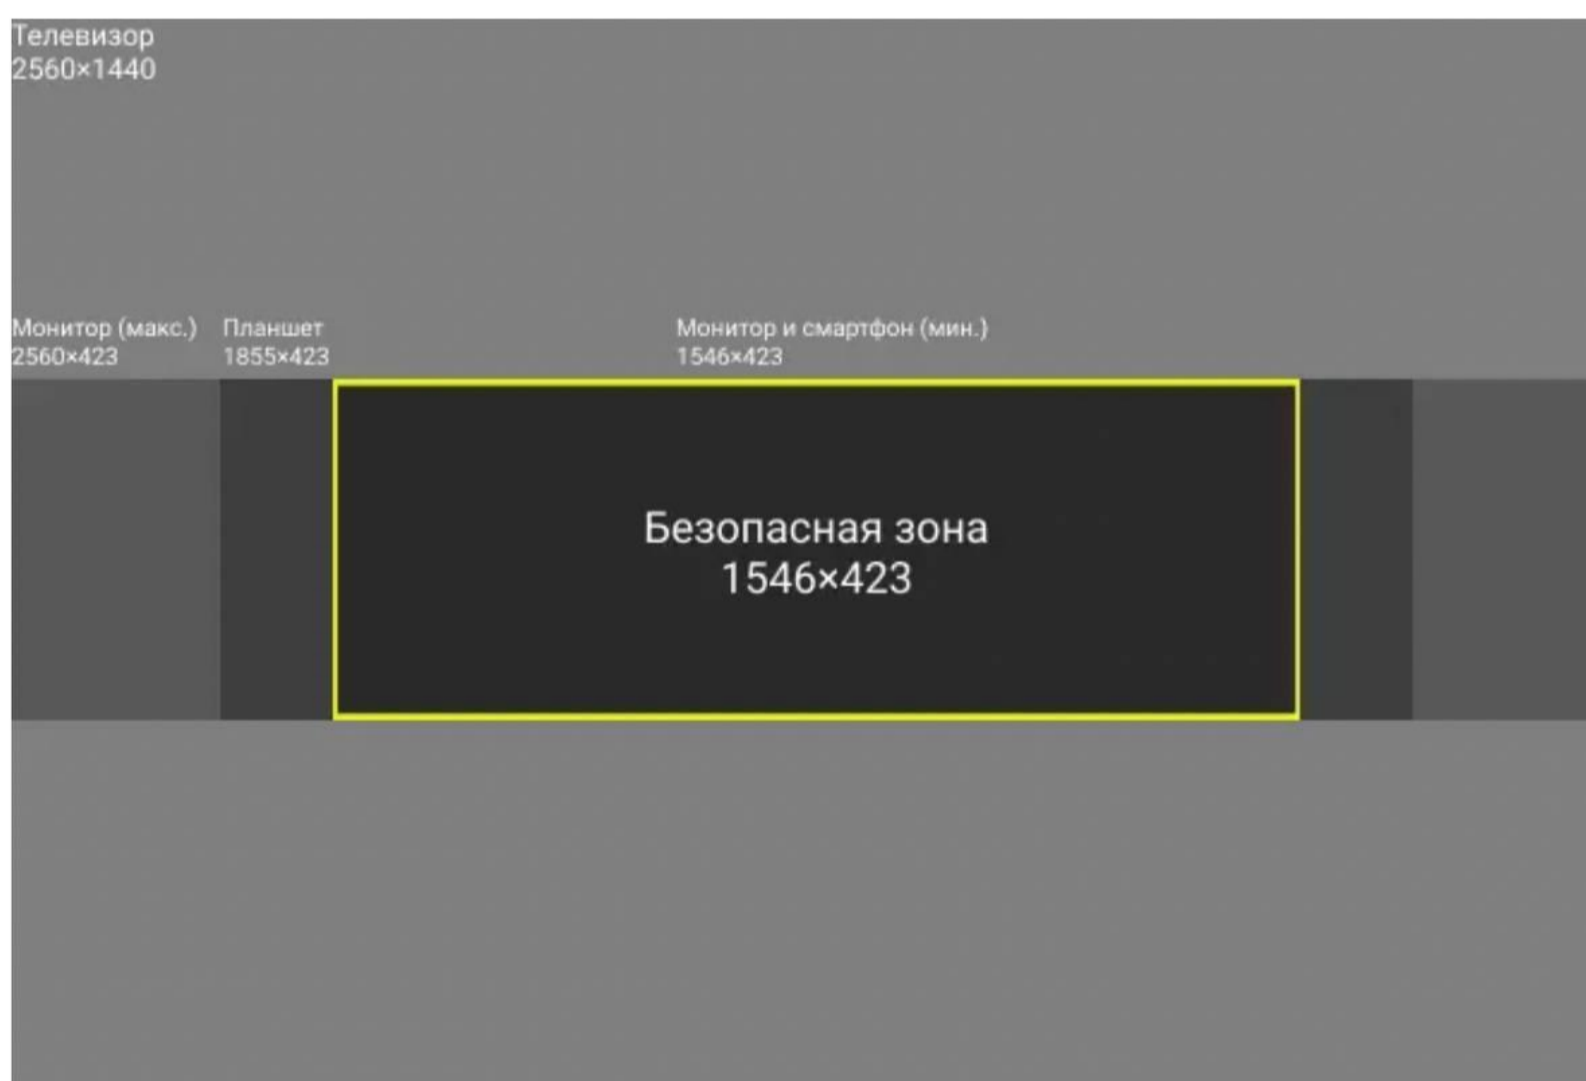 Телевизор
2560×1440
Монитор (макс.)
2560×423
Планшет
1855×423
Монитор и смартфон (мин.)
1546×423
Безопасная зона
1546×423